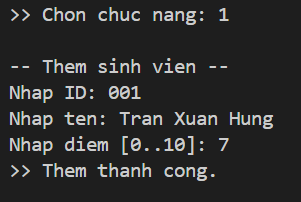 >> Chon chuc nang: 1
-- Them sinh vien --
Nhap ID: 001
Nhap ten: Tran Xuan Hung
Nhap diem [0..10]: 7
>> Them thanh cong.